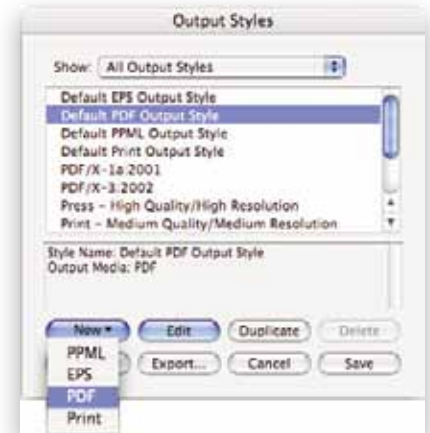 Output Styles
Show: All Output Styles
Default EPS Output Style
Default PDF Output Style
Default PPML Output Style
Default Print Output Style
PDF/X-1a:2001
PDF/X-3:2002
Press – High Quality/High Resolution
Print – Medium Quality/Medium Resolution
Style Name: Default PDF Output Style
Output Media: PDF
New Edit Duplicate Delete
Export... Cancel Save
PPML
EPS
PDF
Print